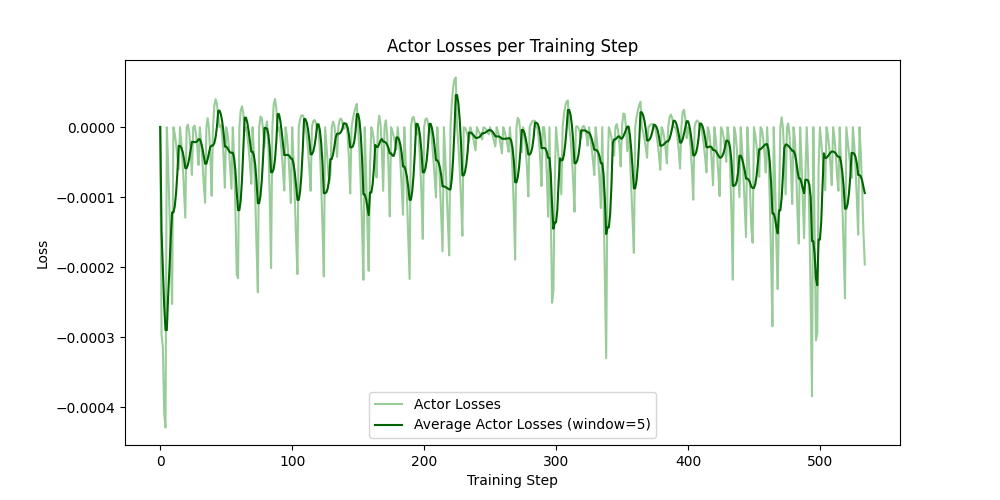 Actor Losses per Training Step
0.0000
−0.0001
−0.0002
−0.0003
−0.0004
Loss
Actor Losses
Average Actor Losses (window=5)
0 100 200 300 400 500
Training Step